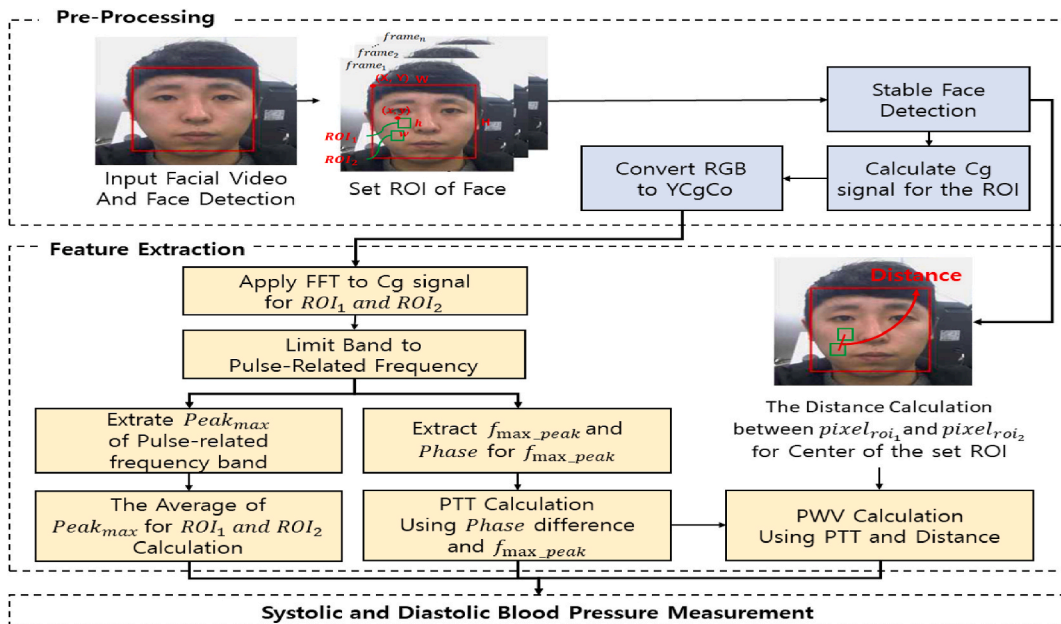 Pre-Processing
frame_n
frame_2
frame_1
(X, Y) W
(x, y)
h
H
w
ROI_1
ROI_2
Input Facial Video
And Face Detection
Set ROI of Face
Stable Face
Detection
Convert RGB
to YCgCo
Calculate Cg
signal for the ROI
Feature Extraction
Apply FFT to Cg signal
for ROI_1 and ROI_2
Limit Band to
Pulse-Related Frequency
Distance
Extrate Peak_max
of Pulse-related
frequency band
Extract f_max_peak and
Phase for f_max_peak
The Distance Calculation
between pixel_roi_1 and pixel_roi_2
for Center of the set ROI
The Average of
Peak_max for ROI_1 and ROI_2
Calculation
PTT Calculation
Using Phase difference
and f_max_peak
PWV Calculation
Using PTT and Distance
Systolic and Diastolic Blood Pressure Measurement